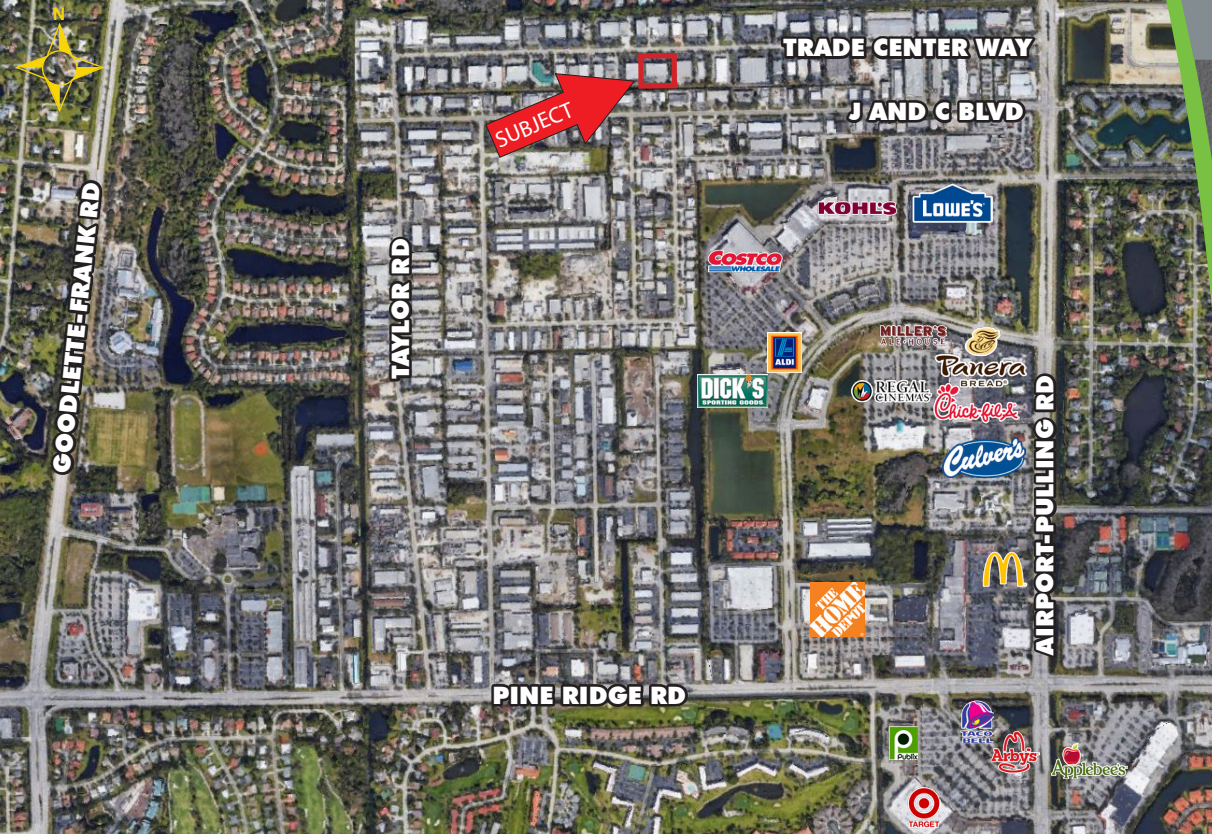 N
TRADE CENTER WAY
SUBJECT
J AND C BLVD
GOODLETTE-FRANK RD
TAYLOR RD
KOHL'S
LOWE'S
COSTCO
WHOLESALE
ALDI
MILLER'S
ALE HOUSE
Panera
BREAD®
DICK'S
SPORTING GOODS
REGAL
CINEMAS
Chick-fil-A
Culver's
AIRPORT-PULLING RD
M
THE
HOME
DEPOT
PINE RIDGE RD
P
Publix
TACO
BELL
Arby's
Applebee's
TARGET